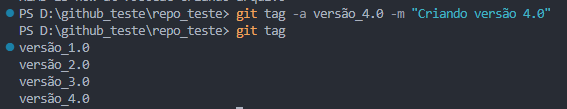 PS D:\github_teste\repo_teste> git tag -a versão_4.0 -m "Criando versão 4.0"
PS D:\github_teste\repo_teste> git tag
versão_1.0
versão_2.0
versão_3.0
versão_4.0